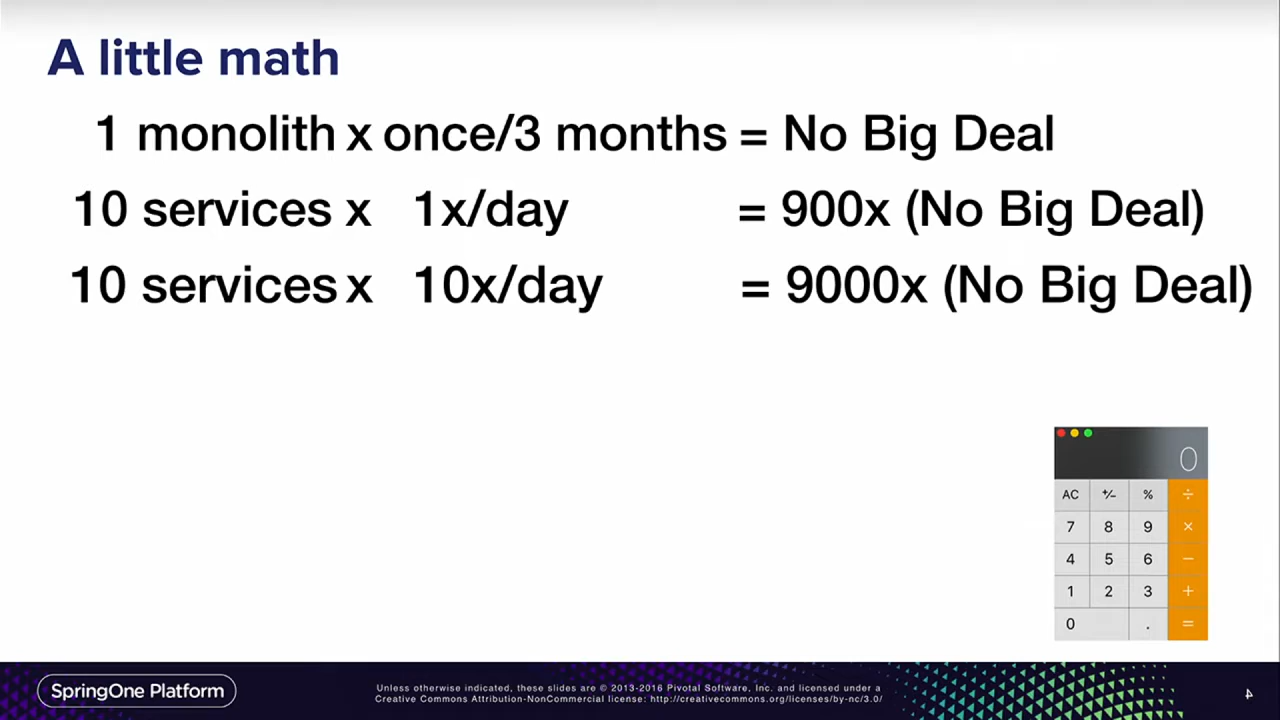 A little math
1 monolith x once/3 months = No Big Deal
10 services x 1x/day = 900x (No Big Deal)
10 services x 10x/day = 9000x (No Big Deal)
0
AC +/− % ÷
7 8 9 ×
4 5 6 −
1 2 3 +
0 . =
SpringOne Platform
Unless otherwise indicated, these slides are © 2013-2016 Pivotal Software, Inc. and licensed under a
Creative Commons Attribution-NonCommercial license: http://creativecommons.org/licenses/by-nc/3.0/
4